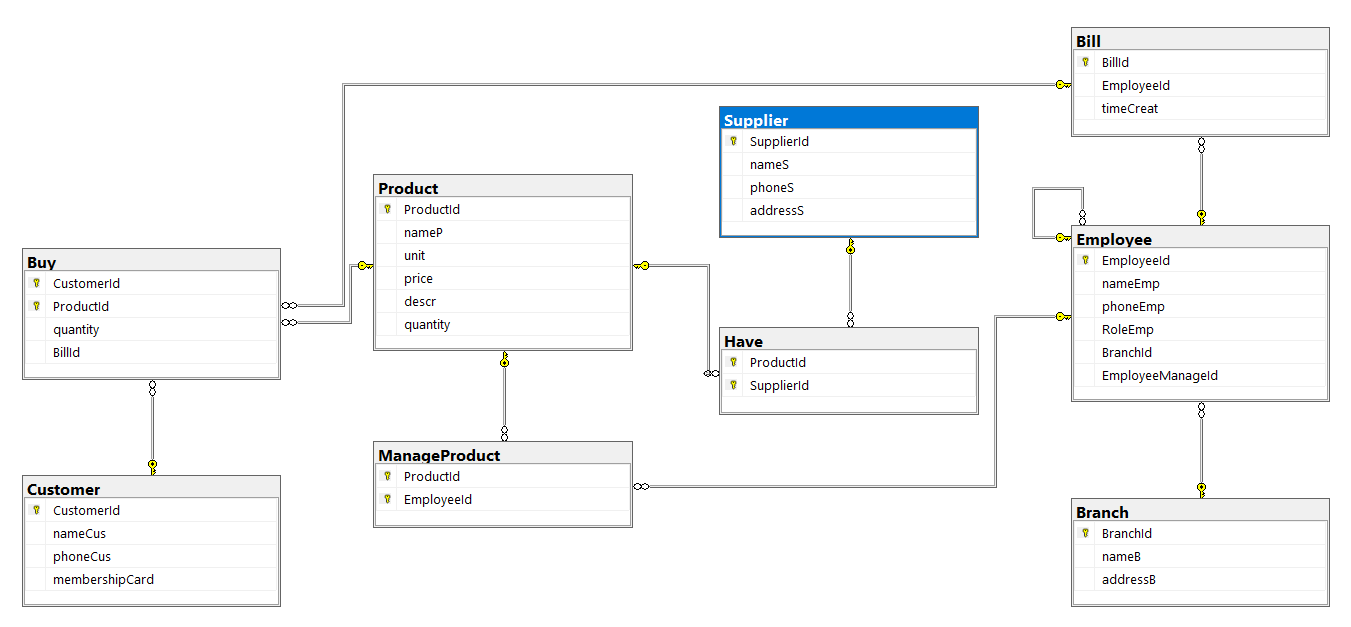 Bill
BillId
EmployeeId
timeCreat
Supplier
SupplierId
nameS
phoneS
addressS
Product
ProductId
nameP
unit
price
descr
quantity
Employee
EmployeeId
nameEmp
phoneEmp
RoleEmp
BranchId
EmployeeManageId
Buy
CustomerId
ProductId
quantity
BillId
Have
ProductId
SupplierId
ManageProduct
ProductId
EmployeeId
Customer
CustomerId
nameCus
phoneCus
membershipCard
Branch
BranchId
nameB
addressB